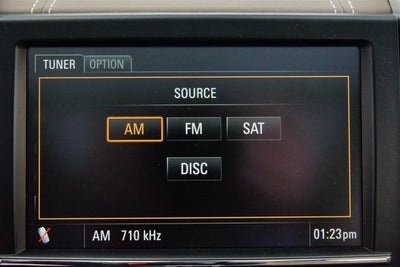 TUNER OPTION
SOURCE
AM FM SAT
DISC
AM 710 kHz 01:23pm